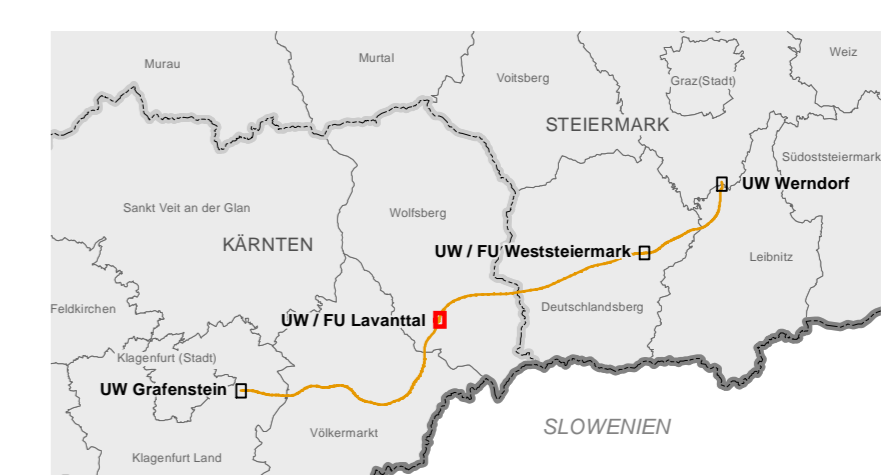 Murau
Murtal
Voitsberg
Graz(Stadt)
Weiz
STEIERMARK
Südoststeiermark
UW Werndorf
Sankt Veit an der Glan
Wolfsberg
KÄRNTEN
UW / FU Weststeiermark
Leibnitz
Feldkirchen
UW / FU Lavanttal
Deutschlandsberg
Klagenfurt (Stadt)
UW Grafenstein
Völkermarkt
SLOWENIEN
Klagenfurt Land